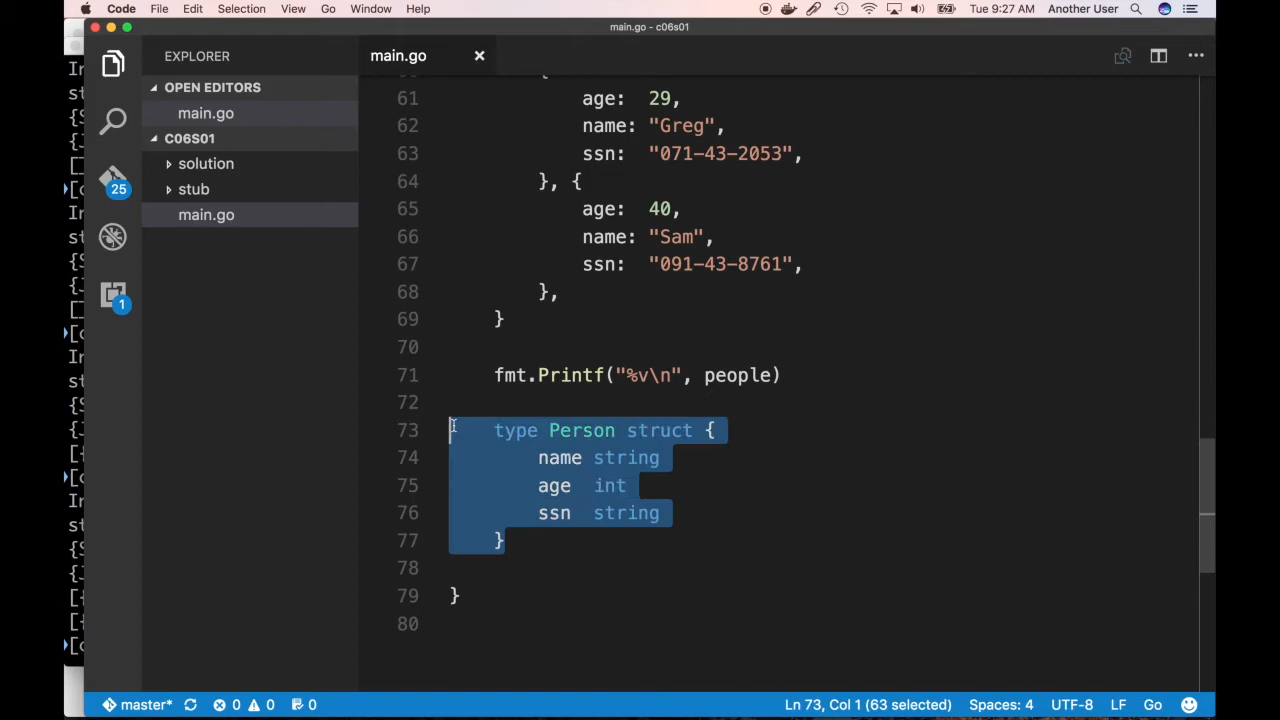 Code File Edit Selection View Go Window Help Tue 9:27 AM Another User
main.go - c06s01
EXPLORER
OPEN EDITORS
main.go
C06S01
solution
stub
main.go
25
1
main.go
61 age: 29,
62 name: "Greg",
63 ssn: "071-43-2053",
64 }, {
65 age: 40,
66 name: "Sam",
67 ssn: "091-43-8761",
68 },
69 }
70
71 fmt.Printf("%v\n", people)
72
73 type Person struct {
74 name string
75 age int
76 ssn string
77 }
78
79 }
80
master* 0 0 0 Ln 73, Col 1 (63 selected) Spaces: 4 UTF-8 LF Go